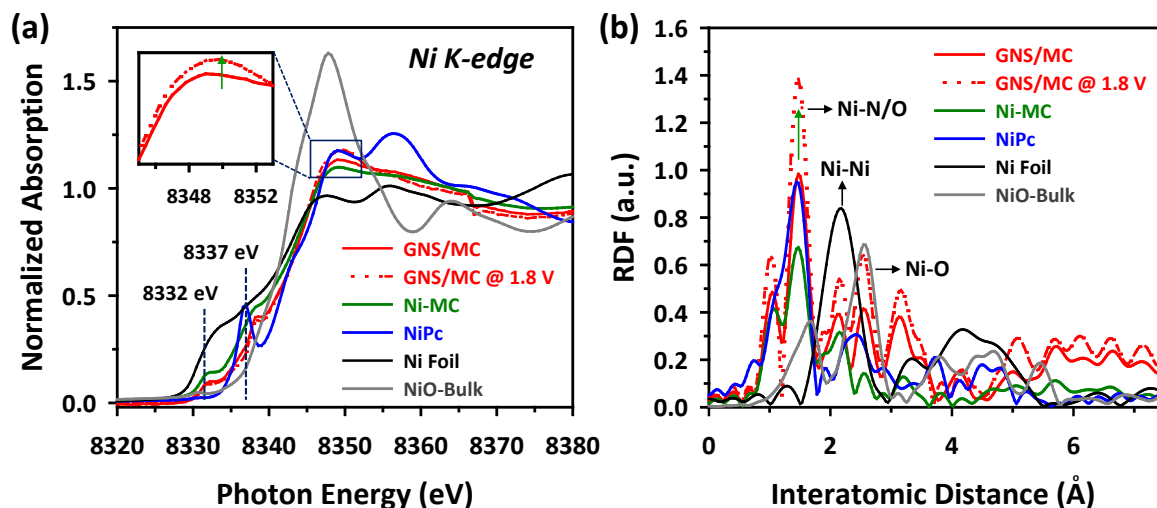 (a)
Ni K-edge
Normalized Absorption
1.5
1.0
0.5
0.0
8348 8352
8337 eV
8332 eV
GNS/MC
GNS/MC @ 1.8 V
Ni-MC
NiPc
Ni Foil
NiO-Bulk
8320 8330 8340 8350 8360 8370 8380
Photon Energy (eV)
(b)
RDF (a.u.)
1.6
1.4
1.2
1.0
0.8
0.6
0.4
0.2
0.0
Ni-N/O
Ni-Ni
Ni-O
GNS/MC
GNS/MC @ 1.8 V
Ni-MC
NiPc
Ni Foil
NiO-Bulk
0 2 4 6
Interatomic Distance (Å)